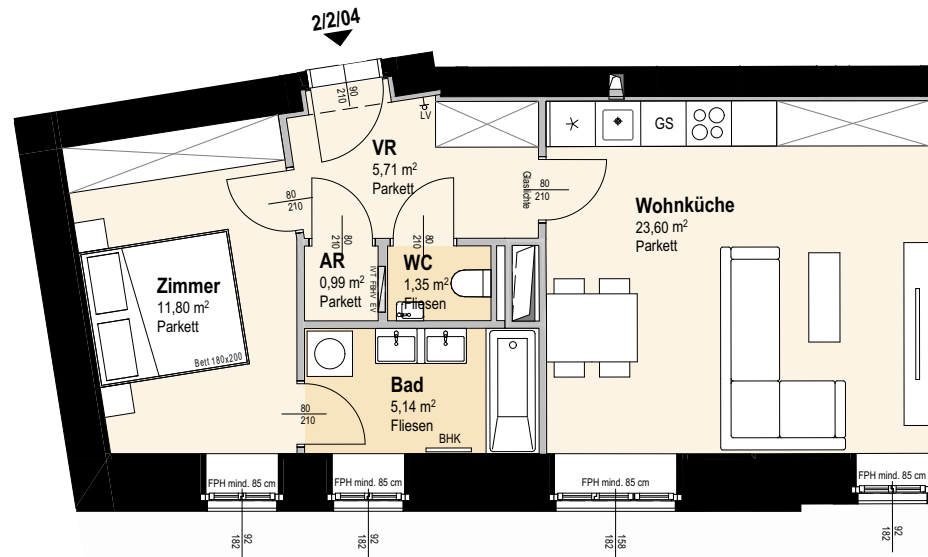 2/2/04
90
210
LV
VR
5,71 m²
Parkett
GS
80
210
Glaslichte
80
210
Wohnküche
23,60 m²
Parkett
80
210
80
210
AR
0,99 m²
Parkett
IVT FBHV EV
WC
1,35 m²
Fliesen
Zimmer
11,80 m²
Parkett
Bett 180x200
Bad
5,14 m²
Fliesen
80
210
BHK
FPH mind. 85 cm
FPH mind. 85 cm
FPH mind. 85 cm
FPH mind. 85 cm
92
182
92
182
158
182
92
182